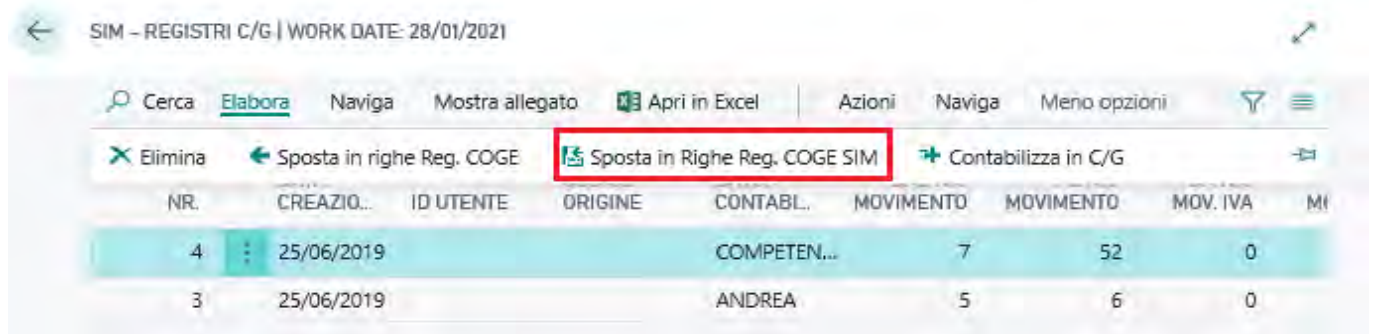 SIM – REGISTRI C/G | WORK DATE: 28/01/2021
Cerca Elabora Naviga Mostra allegato Apri in Excel Azioni Naviga Meno opzioni
Elimina Sposta in righe Reg. COGE Sposta in Righe Reg. COGE SIM Contabilizza in C/G
NR. CREAZIO... ID UTENTE ORIGINE CONTABI... MOVIMENTO MOVIMENTO MOV. IVA
4 25/06/2019 COMPETEN... 7 52 0
3 25/06/2019 ANDREA 5 6 0